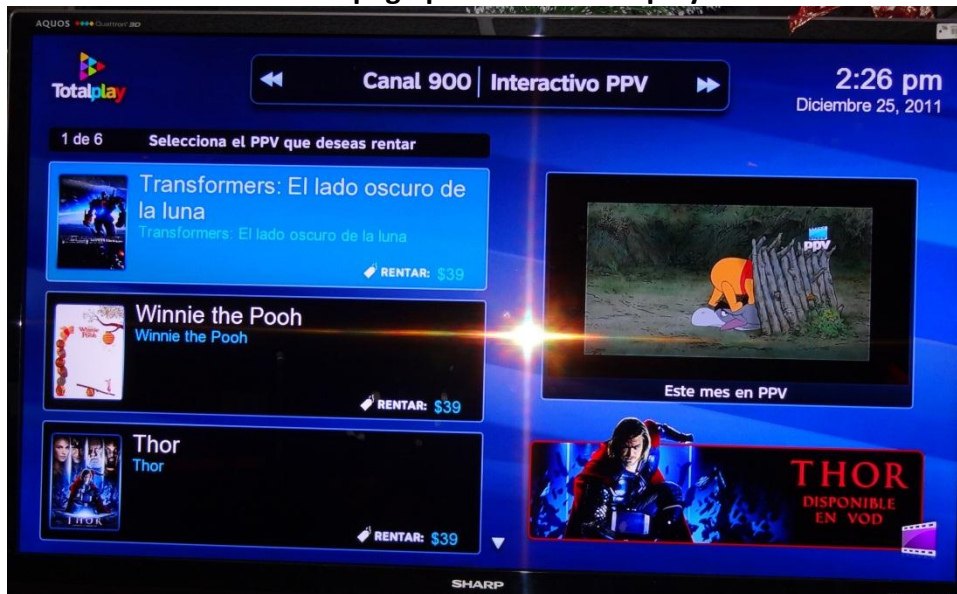 AQUOS Quattron 3D
Totalplay
Canal 900 Interactivo PPV
2:26 pm
Diciembre 25, 2011
1 de 6 Selecciona el PPV que deseas rentar
Transformers: El lado oscuro de
la luna
Transformers: El lado oscuro de la luna
RENTAR: $39
Winnie the Pooh
Winnie the Pooh
RENTAR: $39
Thor
Thor
RENTAR: $39
THOR
PPV
Este mes en PPV
THOR
DISPONIBLE
EN VOD
SHARP